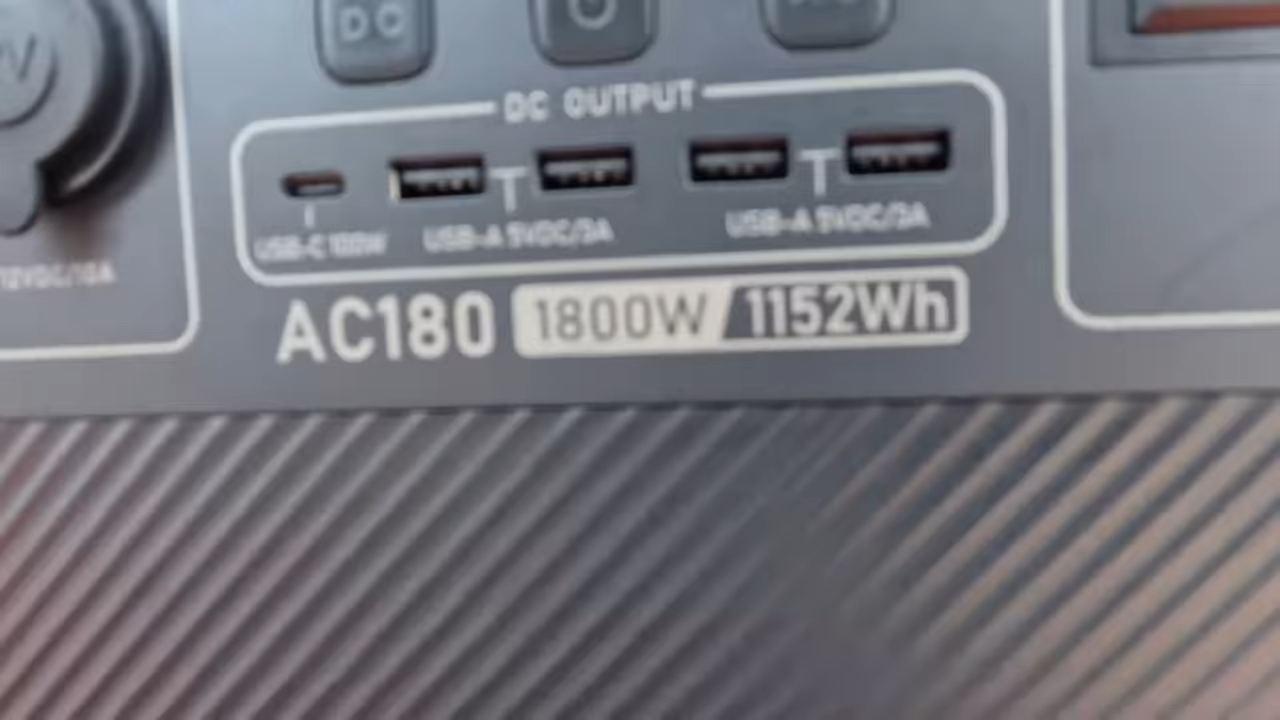 DC
DC OUTPUT
USB-C 100W
USB-A 5VDC/3A
USB-A 5VDC/3A
12VDC/10A
AC180 1800W 1152Wh